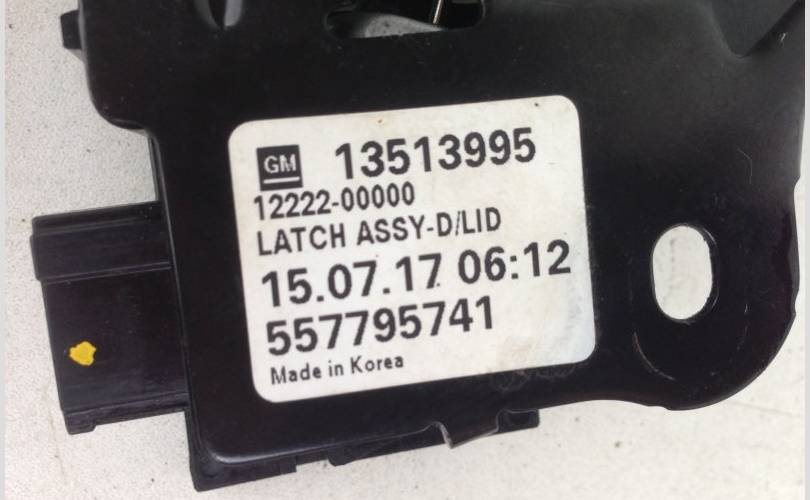 GM 13513995
12222-00000
LATCH ASSY-D/LID
15.07.17 06:12
557795741
Made in Korea